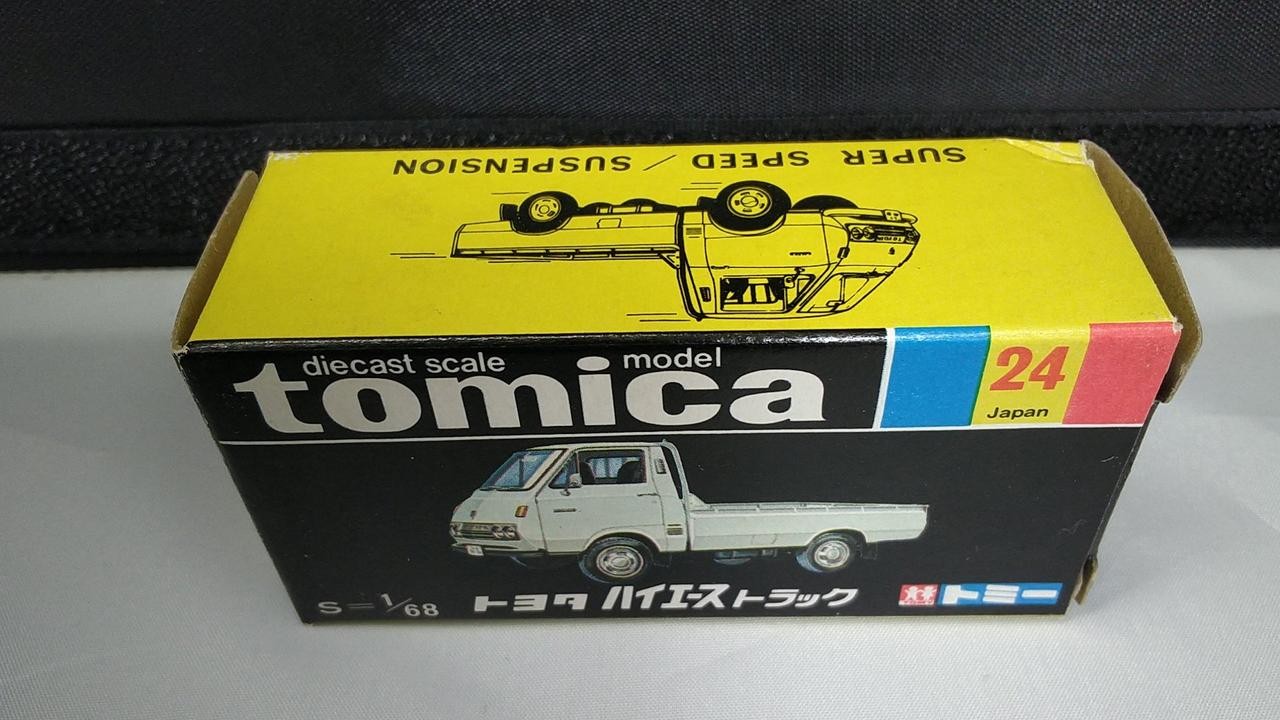 SUPER SPEED / SUSPENSION
diecast scale model
tomica
24
Japan
S=1/68
トヨタ ハイエーストラック
TOMY
トミー